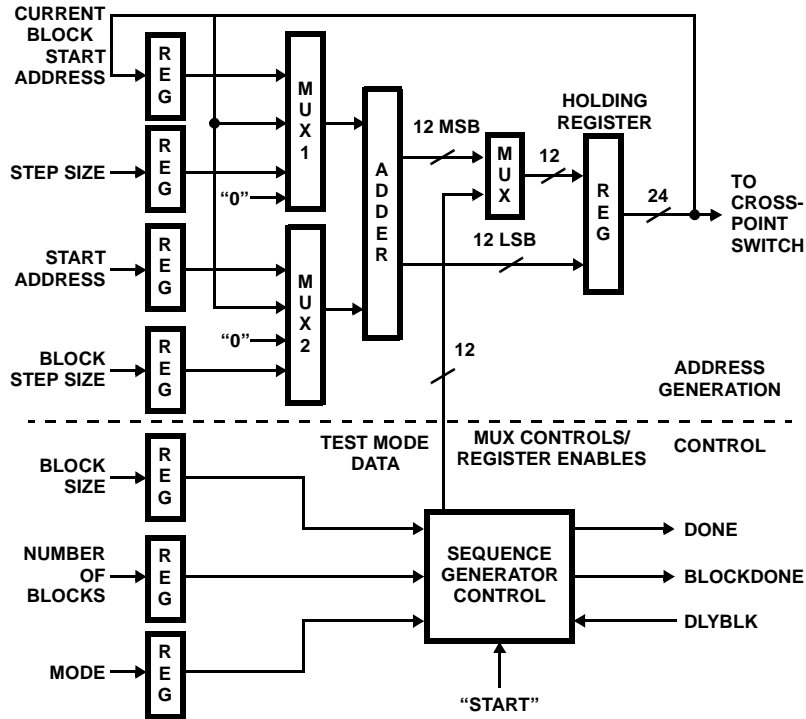 CURRENT
BLOCK
START
ADDRESS
REG
MUX1
STEP SIZE
REG
"0"
START
ADDRESS
REG
MUX2
"0"
BLOCK
STEP SIZE
REG
ADDER
12 MSB
MUX
12
HOLDING
REGISTER
REG
24
TO
CROSS-
POINT
SWITCH
12 LSB
12
ADDRESS
GENERATION
TEST MODE
DATA
MUX CONTROLS/
REGISTER ENABLES
CONTROL
BLOCK
SIZE
REG
NUMBER
OF
BLOCKS
REG
MODE
REG
SEQUENCE
GENERATOR
CONTROL
DONE
BLOCKDONE
DLYBLK
"START"